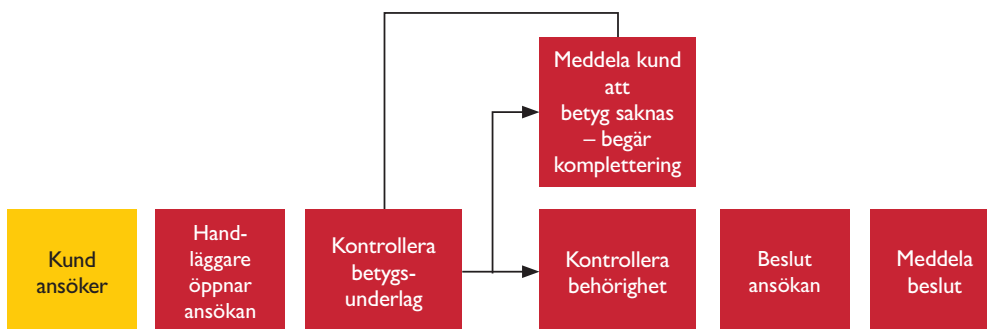 Meddela kund
att
betyg saknas
– begär
komplettering
Kund
ansöker
Hand-
läggare
öppnar
ansökan
Kontrollera
betygs-
underlag
Kontrollera
behörighet
Beslut
ansökan
Meddela
beslut